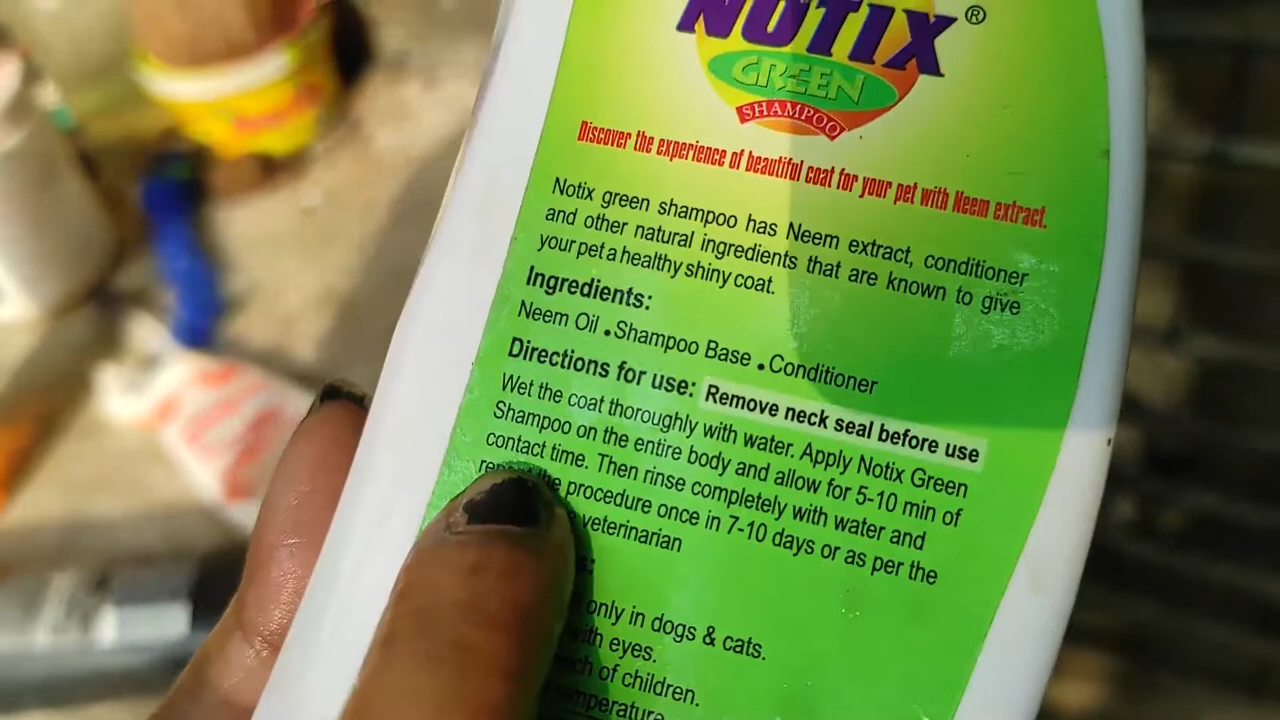 NOTIX ®
GREEN
SHAMPOO
Discover the experience of beautiful coat for your pet with Neem extract.
Notix green shampoo has Neem extract, conditioner
and other natural ingredients that are known to give
your pet a healthy shiny coat.
Ingredients:
Neem Oil • Shampoo Base • Conditioner
Directions for use: Remove neck seal before use
Wet the coat thoroughly with water. Apply Notix Green
Shampoo on the entire body and allow for 5-10 min of
contact time. Then rinse completely with water and
the procedure once in 7-10 days or as per the
veterinarian
only in dogs & cats.
with eyes.
of children.